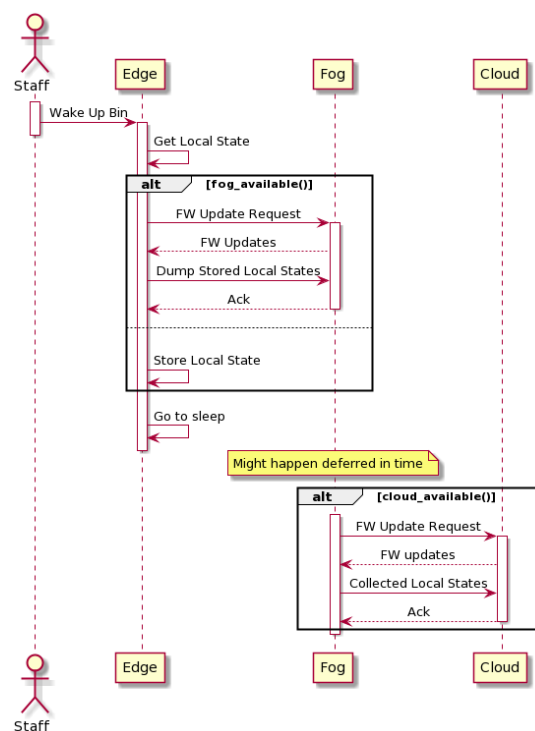 Staff
Edge
Fog
Cloud
Wake Up Bin
Get Local State
alt [fog_available()]
FW Update Request
FW Updates
Dump Stored Local States
Ack
Store Local State
Go to sleep
Might happen deferred in time
alt [cloud_available()]
FW Update Request
FW updates
Collected Local States
Ack
Staff
Edge
Fog
Cloud